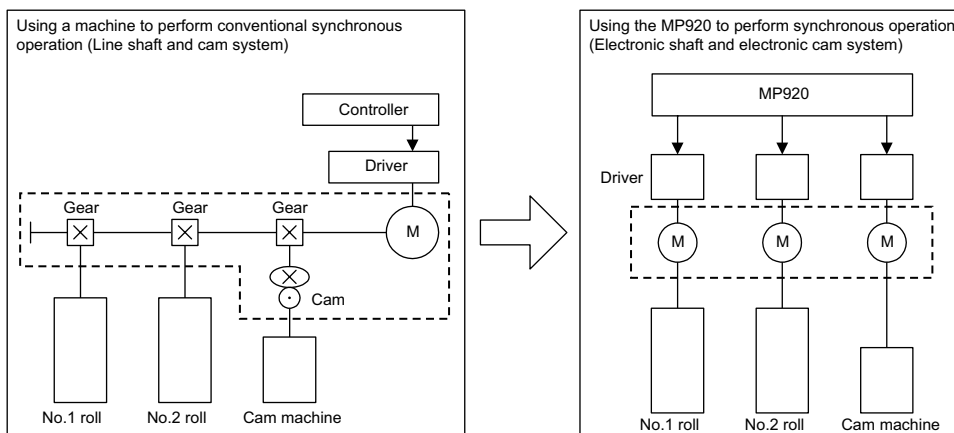 Using a machine to perform conventional synchronous
operation (Line shaft and cam system)
Controller
Driver
Gear
Gear
Gear
M
Cam
No.1 roll
No.2 roll
Cam machine
Using the MP920 to perform synchronous operation
(Electronic shaft and electronic cam system)
MP920
Driver
M
M
M
No.1 roll
No.2 roll
Cam machine